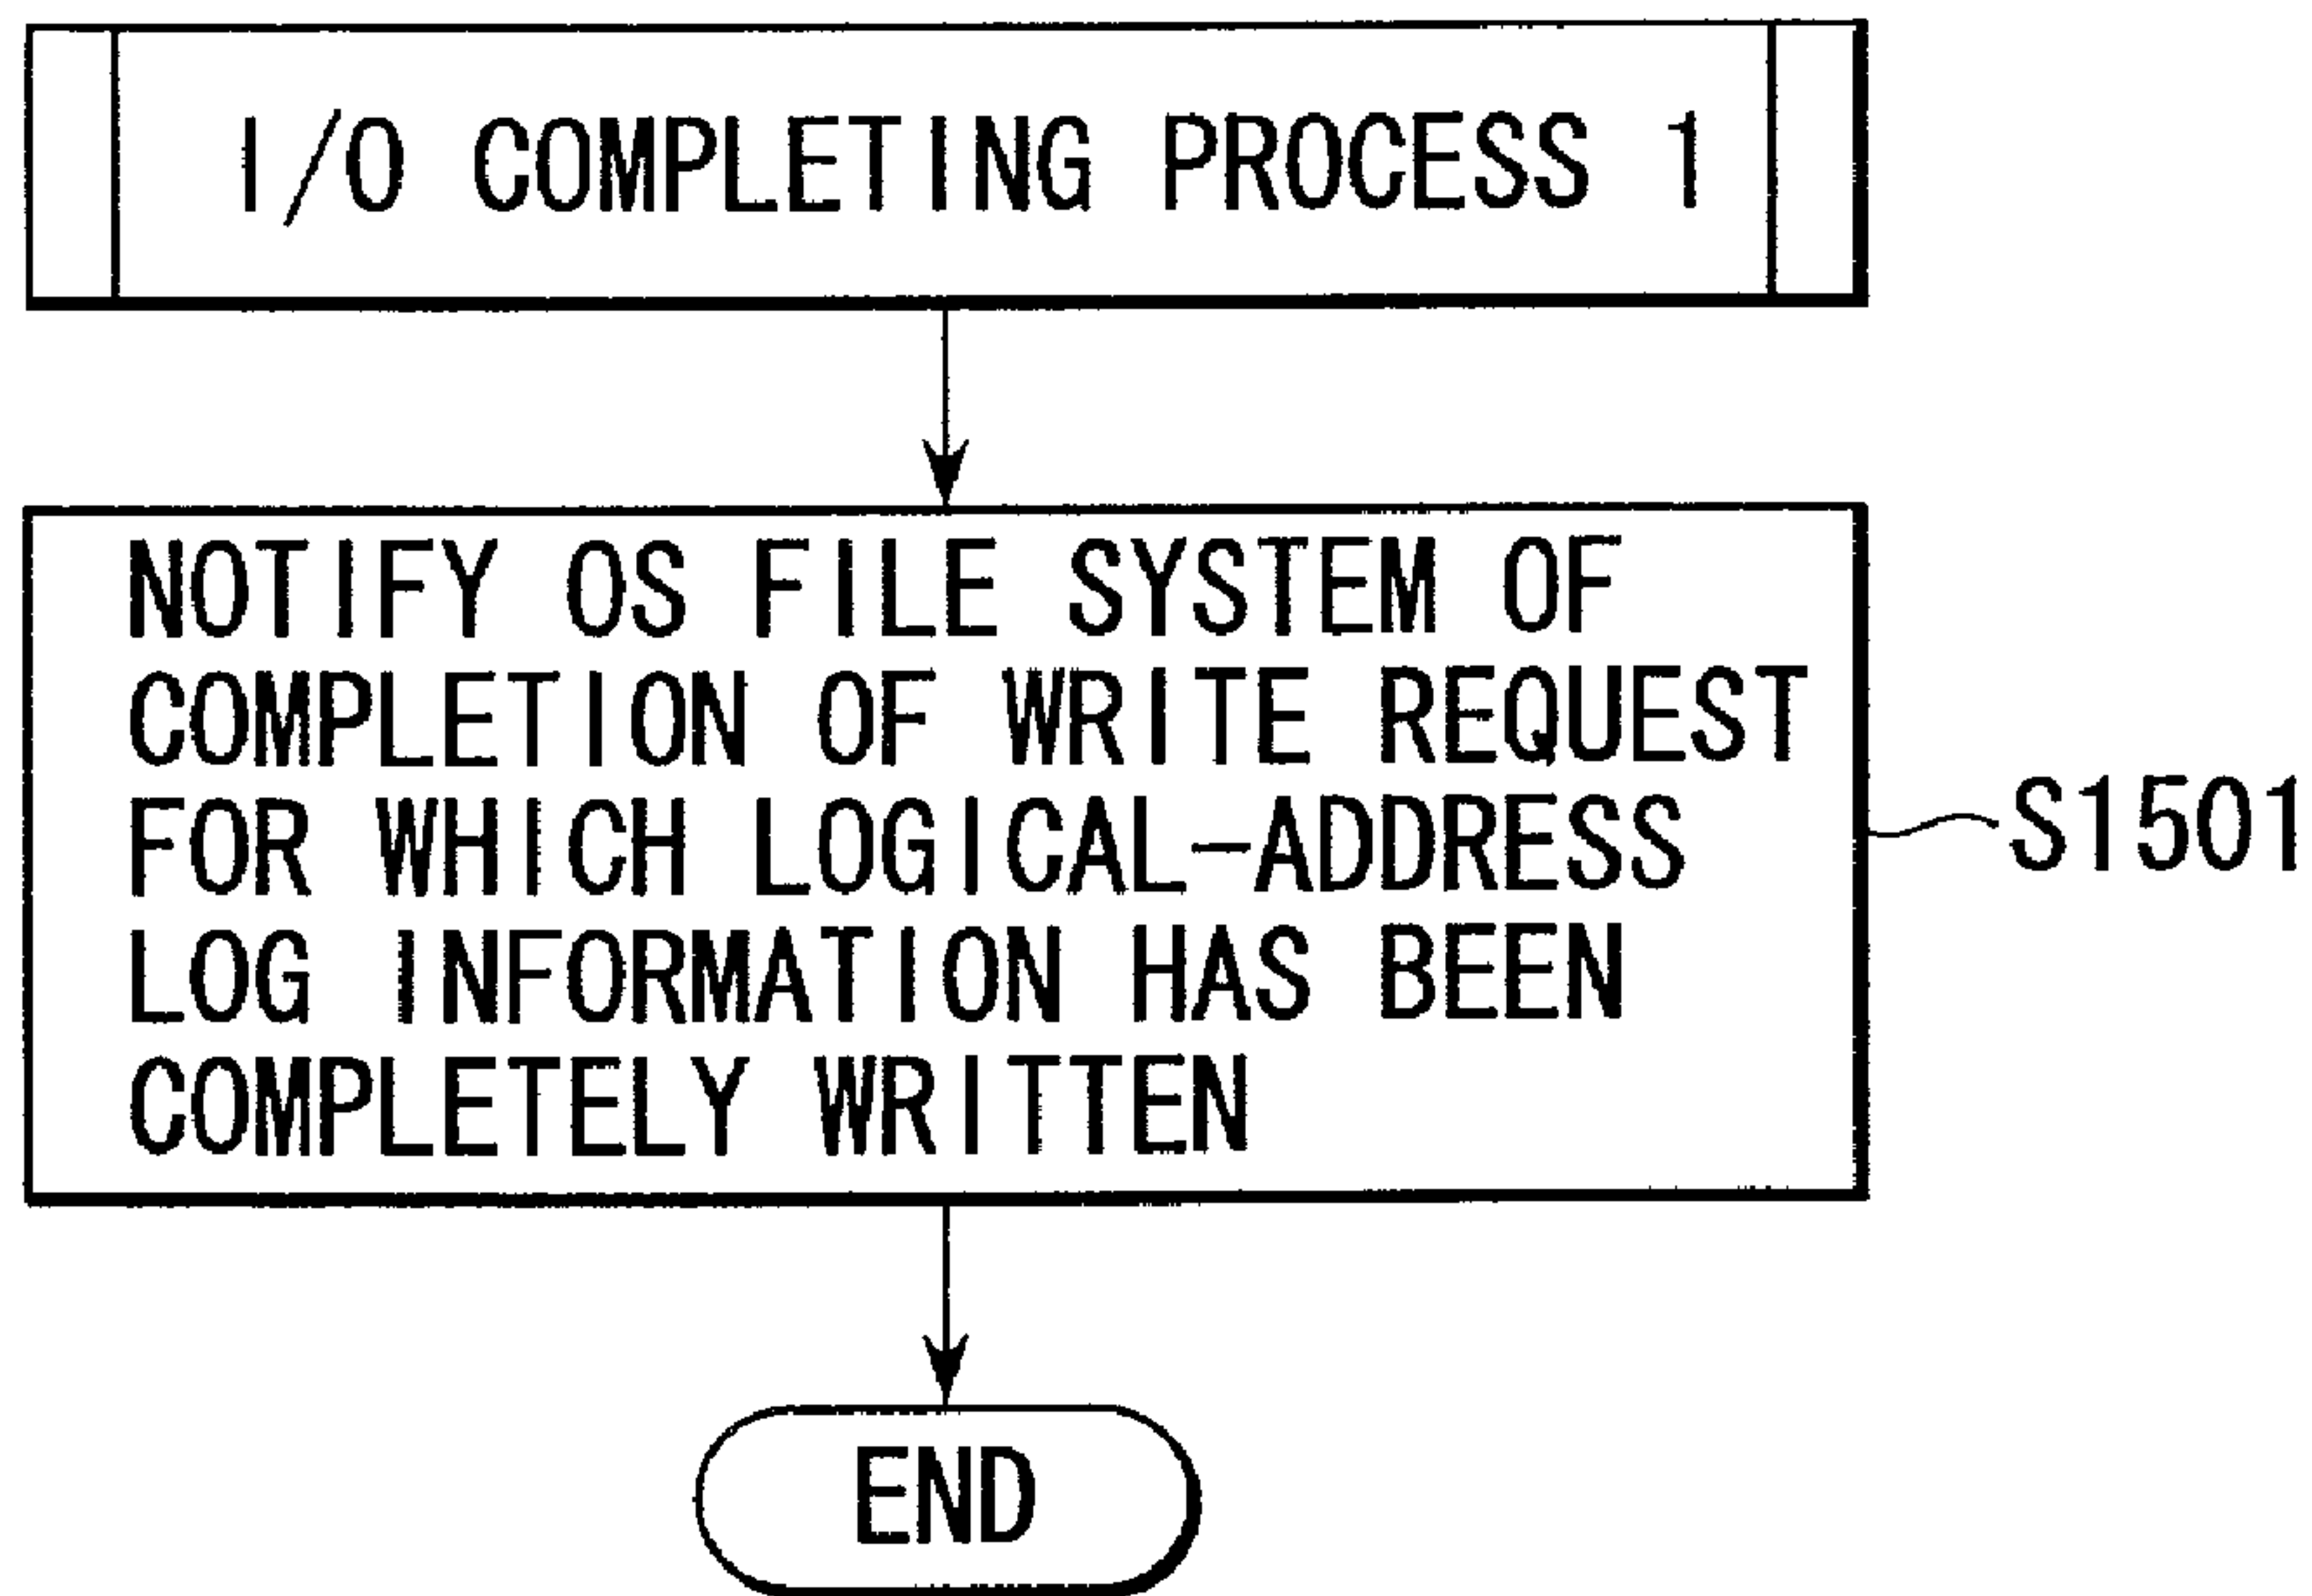 I/O COMPLETING PROCESS 1
NOTIFY OS FILE SYSTEM OF
COMPLETION OF WRITE REQUEST
FOR WHICH LOGICAL-ADDRESS
LOG INFORMATION HAS BEEN
COMPLETELY WRITTEN
S1501
END